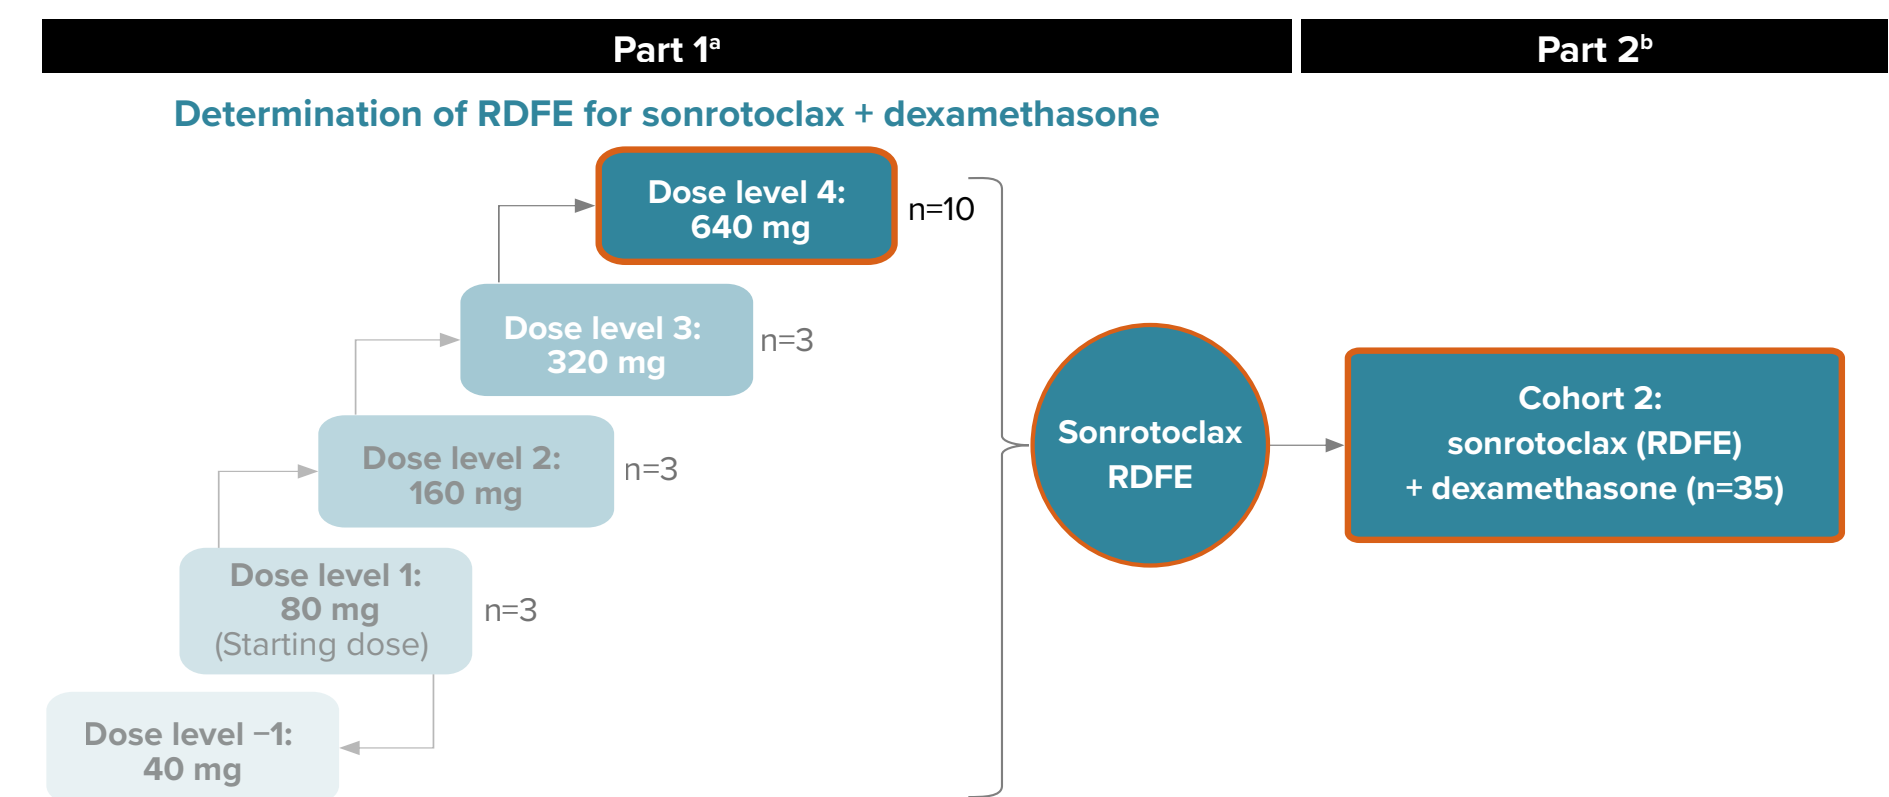 Part 1ᵃ
Part 2ᵇ
Determination of RDFE for sonrotoclax + dexamethasone
Dose level 4:
640 mg
n=10
Dose level 3:
320 mg
n=3
Dose level 2:
160 mg
n=3
Dose level 1:
80 mg
(Starting dose)
n=3
Dose level −1:
40 mg
Sonrotoclax
RDFE
Cohort 2:
sonrotoclax (RDFE)
+ dexamethasone (n=35)